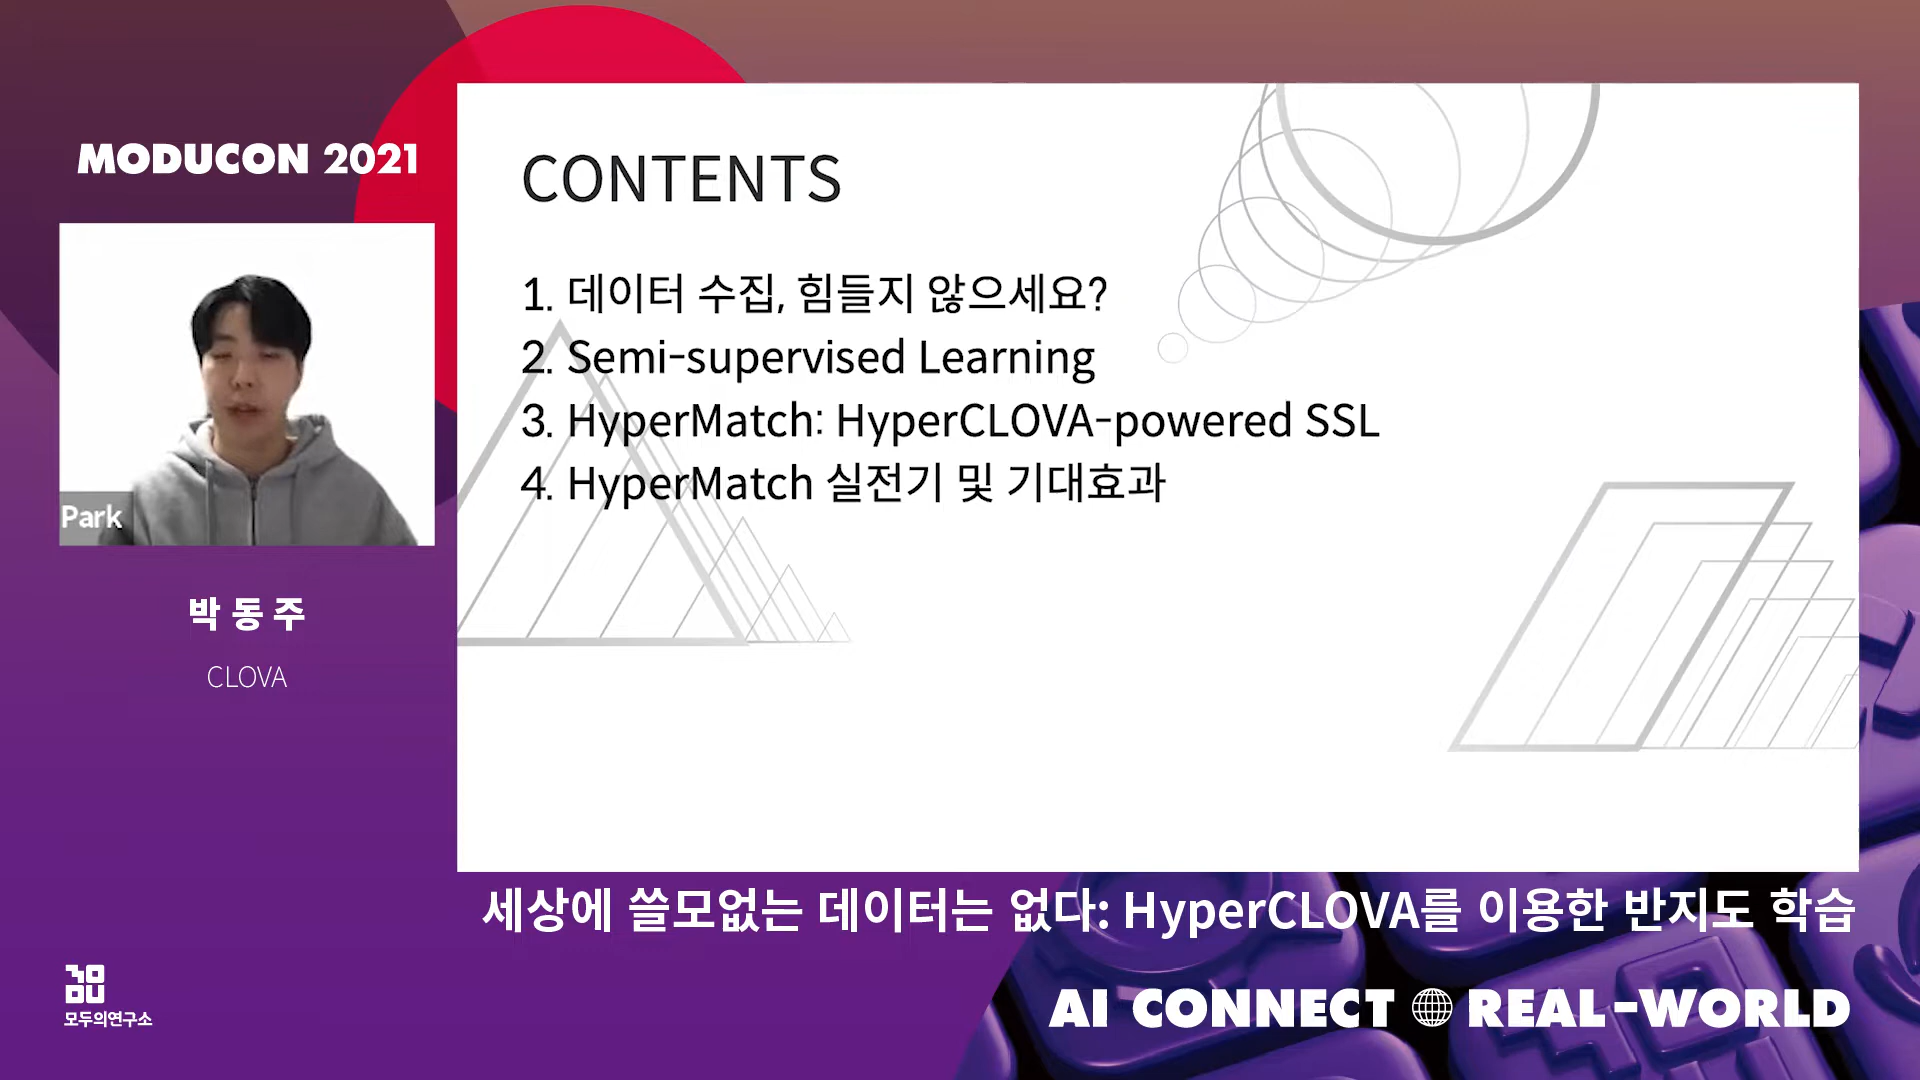 MODUCON 2021
Park
박동주
CLOVA
CONTENTS
1. 데이터 수집, 힘들지 않으세요?
2. Semi-supervised Learning
3. HyperMatch: HyperCLOVA-powered SSL
4. HyperMatch 실전기 및 기대효과
세상에 쓸모없는 데이터는 없다: HyperCLOVA를 이용한 반지도 학습
모두의연구소
AI CONNECT REAL-WORLD